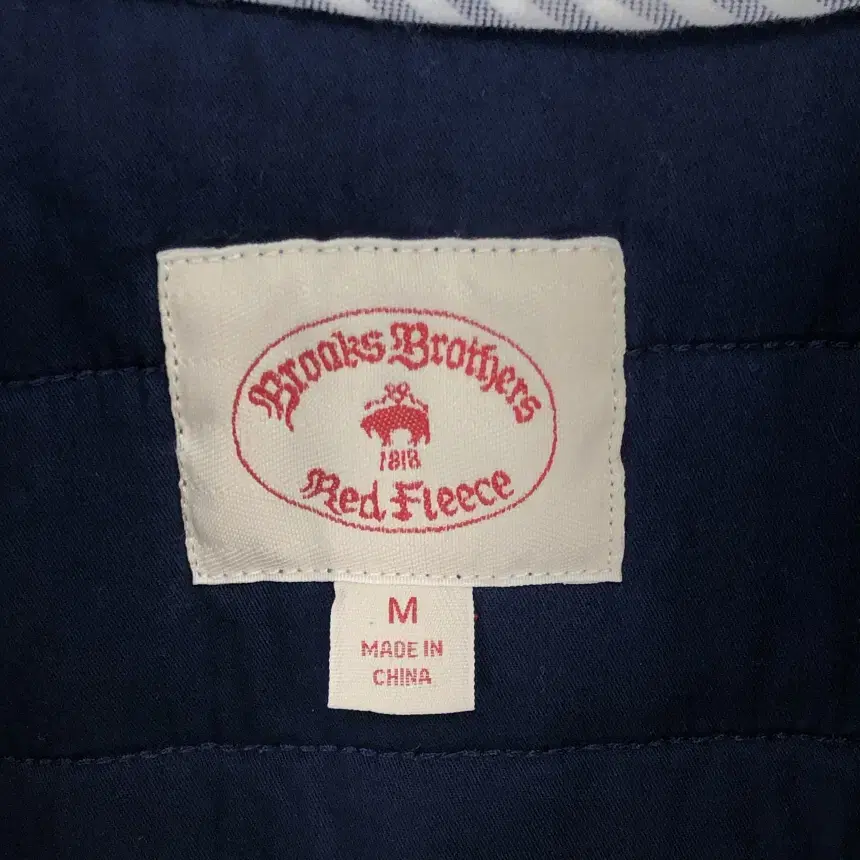 Brooks Brothers
1818
Red Fleece
M
MADE IN
CHINA